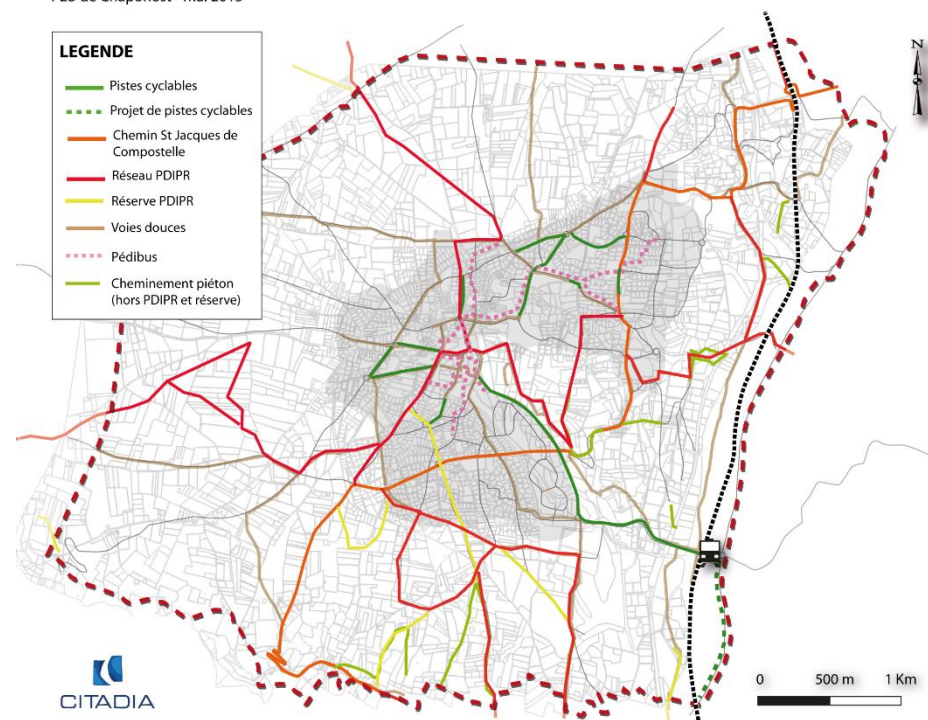 LEGENDE
Pistes cyclables
Projet de pistes cyclables
Chemin St Jacques de
Compostelle
Réseau PDIPR
Réserve PDIPR
Voies douces
Pédibus
Cheminement piéton
(hors PDIPR et réserve)
N
CITADIA
0 500 m 1 Km